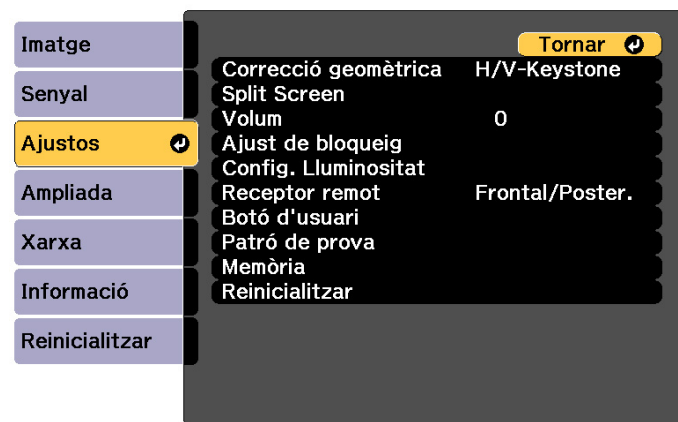 Imatge
Senyal
Ajustos
Ampliada
Xarxa
Informació
Reinicialitzar
Tornar
Correcció geomètrica H/V-Keystone
Split Screen
Volum 0
Ajust de bloqueig
Config. Lluminositat
Receptor remot Frontal/Poster.
Botó d'usuari
Patró de prova
Memòria
Reinicialitzar